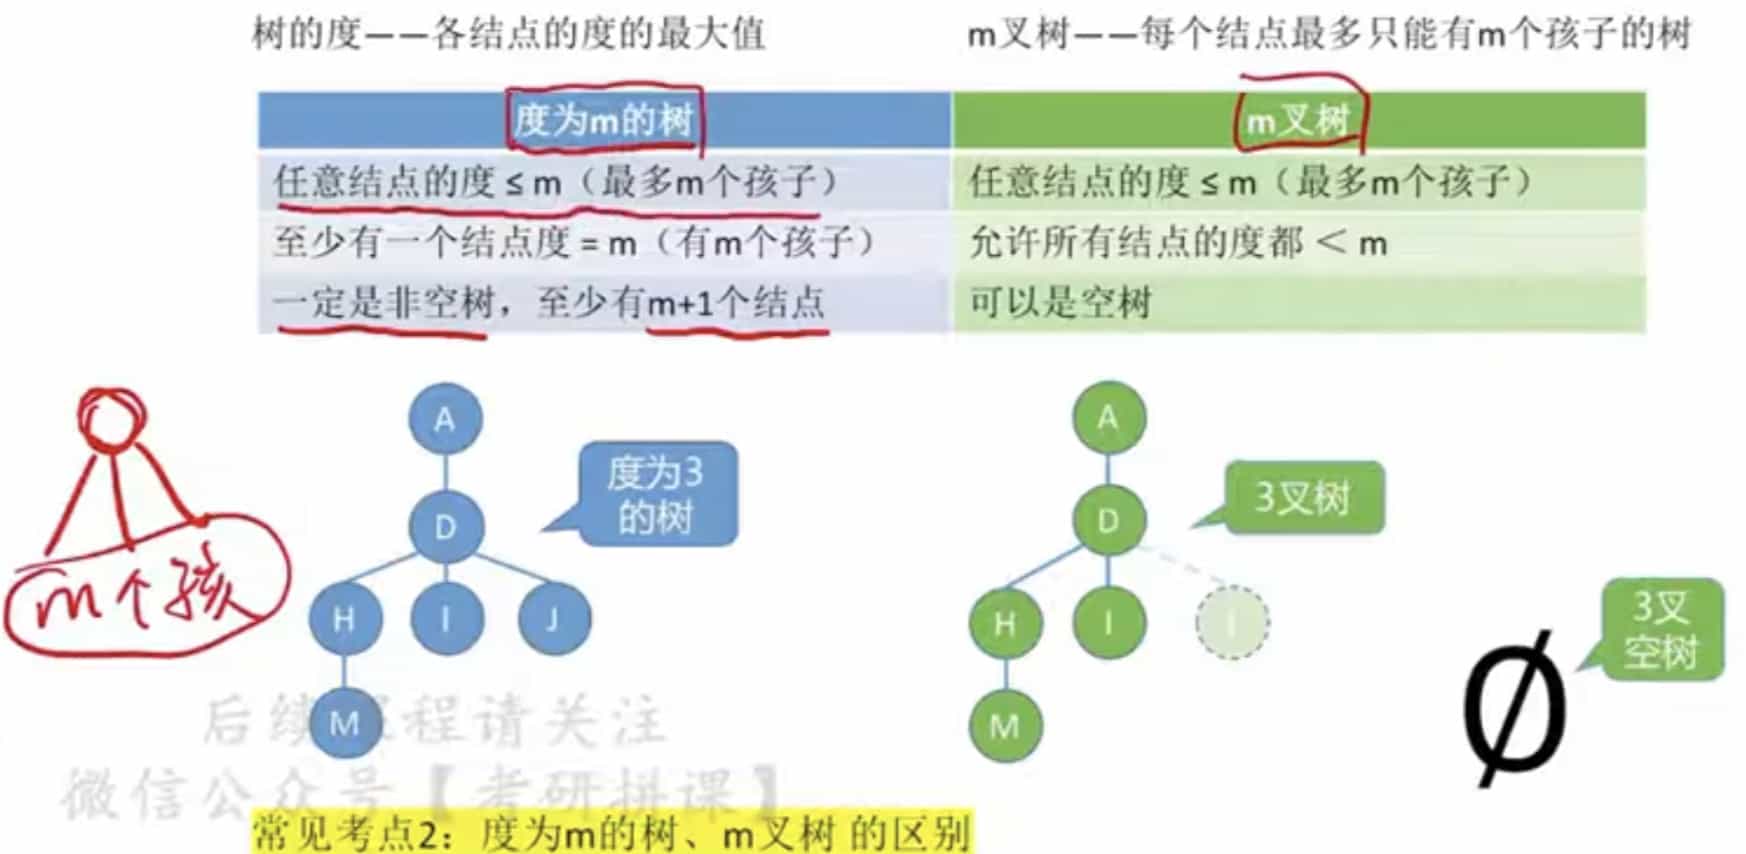 树的度——各结点的度的最大值
m叉树——每个结点最多只能有m个孩子的树
度为m的树
m叉树
任意结点的度≤m（最多m个孩子）
任意结点的度≤m（最多m个孩子）
至少有一个结点度=m（有m个孩子）
允许所有结点的度都＜m
一定是非空树，至少有m+1个结点
可以是空树
A
D
H
I
J
M
度为3
的树
m个孩
A
D
H
I
M
3叉树
3叉
空树
Ø
后续课程请关注
微信公众号【考研拼课】
常见考点2：度为m的树、m叉树 的区别